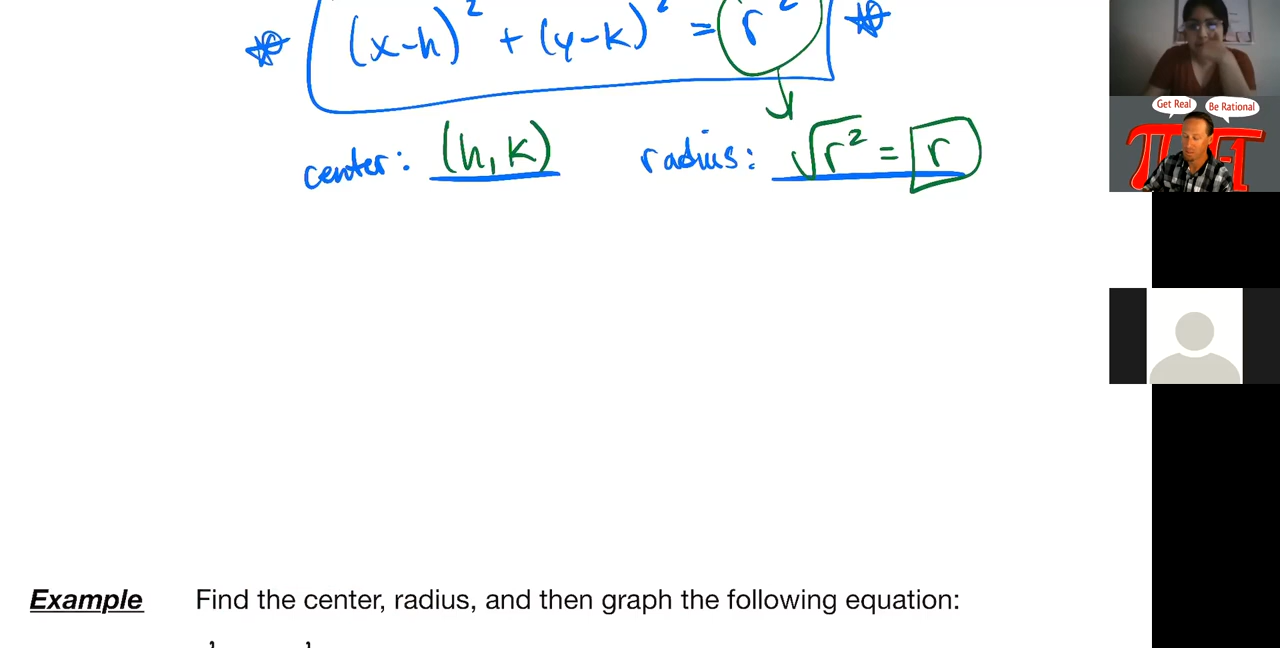 (x-h)² + (y-k)² = r²
center: (h, k) radius: √r² = r
Example Find the center, radius, and then graph the following equation:
Get Real
Be Rational